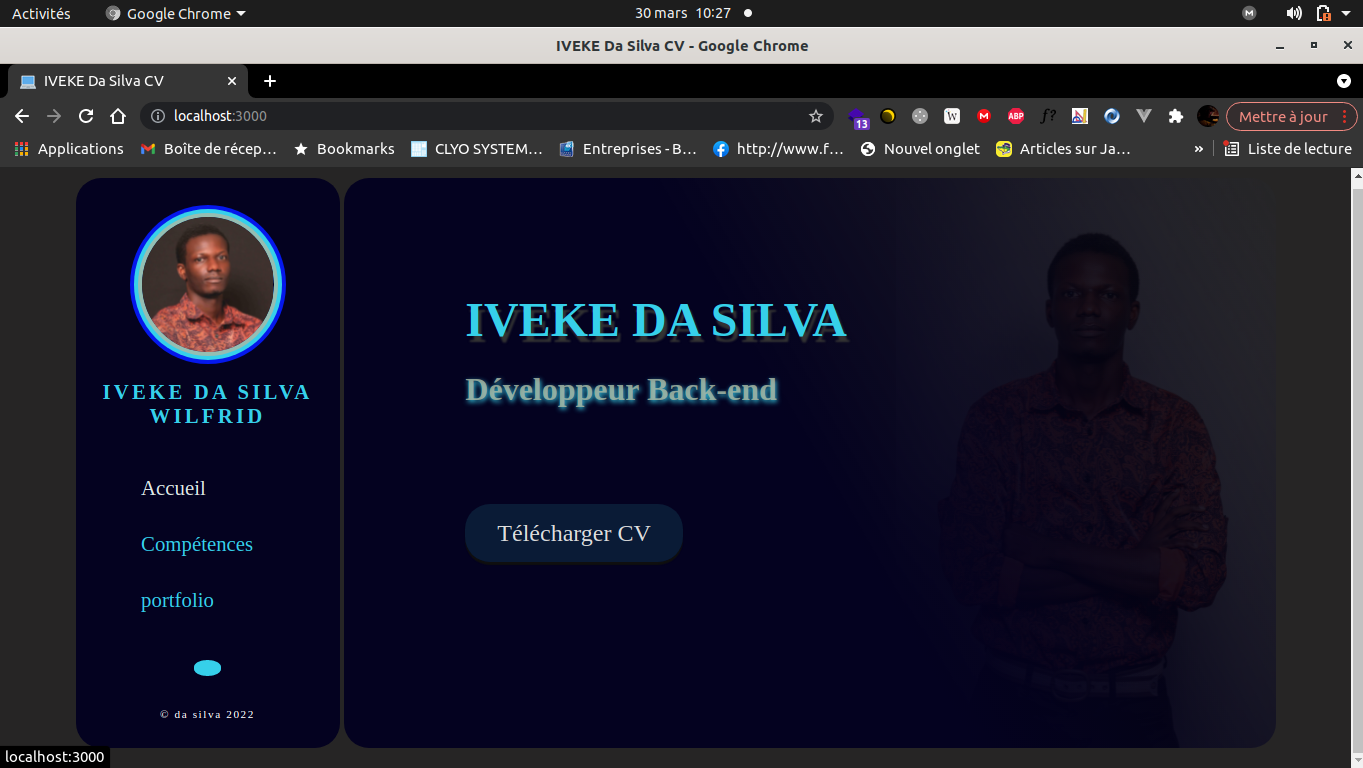 Activités Google Chrome 30 mars 10:27
IVEKE Da Silva CV - Google Chrome
IVEKE Da Silva CV
localhost:3000 13 W M ABP f? Mettre à jour
Applications Boîte de récep… Bookmarks CLYO SYSTEM… Entreprises - B… http://www.f… Nouvel onglet Articles sur Ja… » Liste de lecture
IVEKE DA SILVA
WILFRID
Accueil
Compétences
portfolio
© da silva 2022
IVEKE DA SILVA
Développeur Back-end
Télécharger CV
localhost:3000